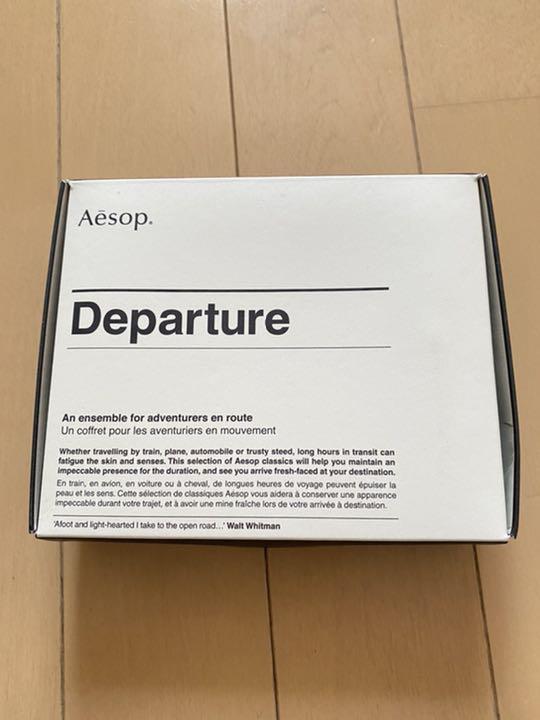 Aēsop.
Departure
An ensemble for adventurers en route
Un coffret pour les aventuriers en mouvement
Whether travelling by train, plane, automobile or trusty steed, long hours in transit can
fatigue the skin and senses. This selection of Aesop classics will help you maintain an
impeccable presence for the duration, and see you arrive fresh-faced at your destination.
En train, en avion, en voiture ou à cheval, de longues heures de voyage peuvent épuiser la
peau et les sens. Cette sélection de classiques Aesop vous aidera à conserver une apparence
impeccable durant votre trajet, et à avoir une mine fraîche lors de votre arrivée à destination.
'Afoot and light-hearted I take to the open road…' Walt Whitman